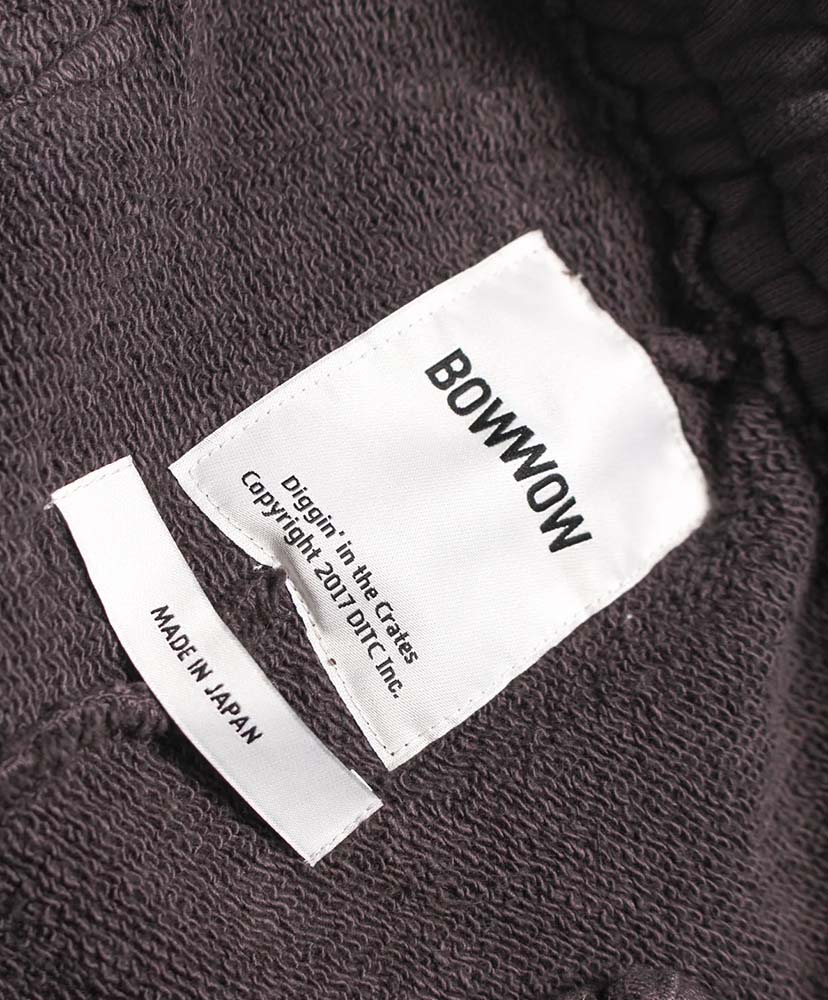 BOWWOW
Diggin' in the Crates
Copyright 2017 DITC Inc.
MADE IN JAPAN